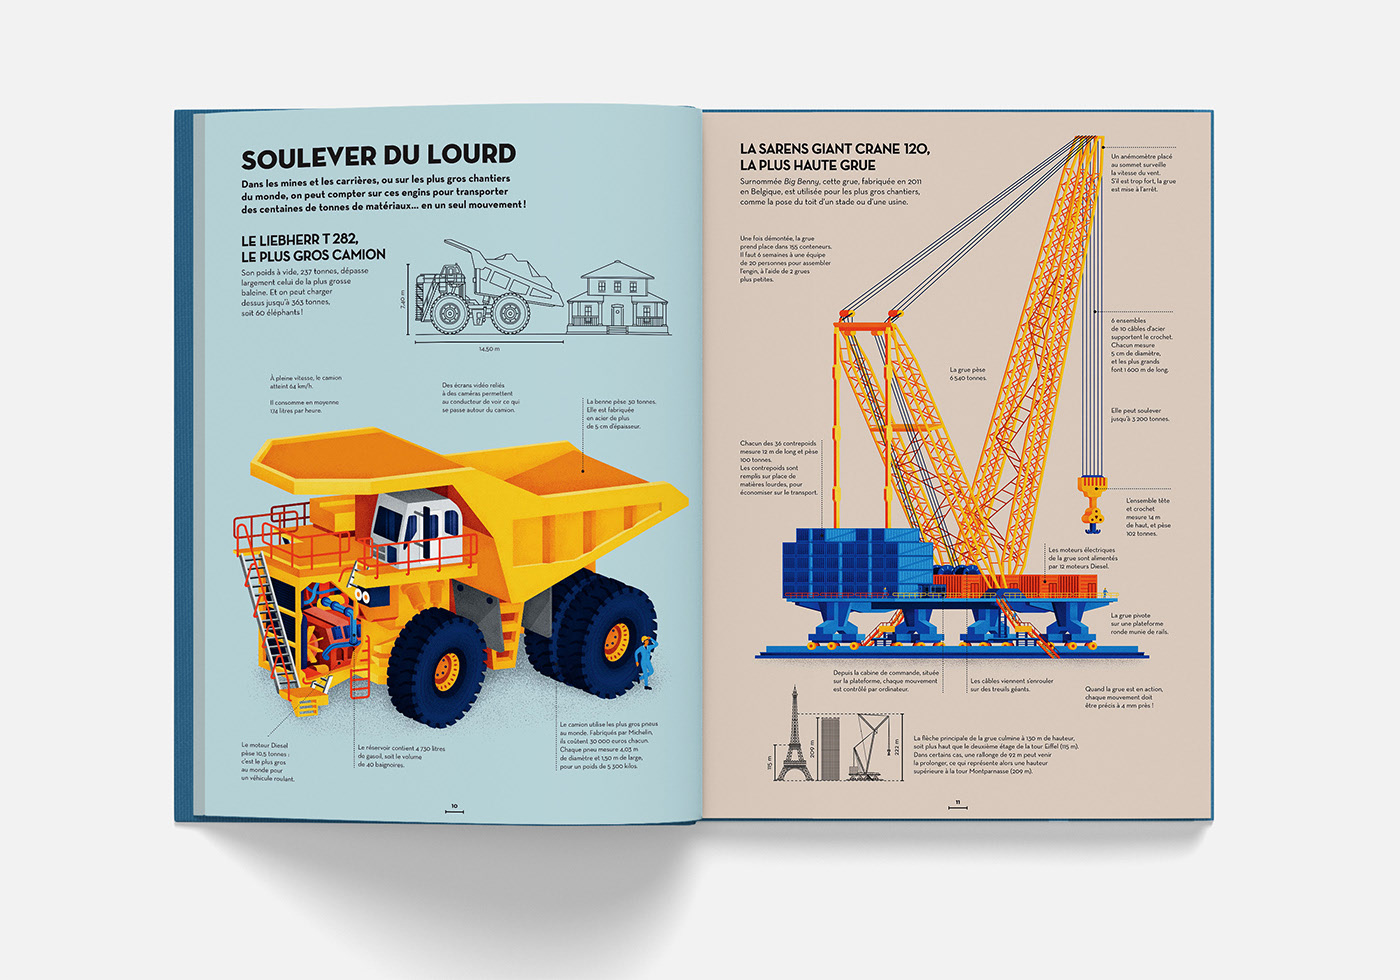 SOULEVER DU LOURD
Dans les mines et les carrières, ou sur les plus gros chantiers
du monde, on peut compter sur ces engins pour transporter
des centaines de tonnes de matériaux... en un seul mouvement !
LE LIEBHERR T 282,
LE PLUS GROS CAMION
Son poids à vide, 237 tonnes, dépasse
largement celui de la plus grosse
baleine. Et on peut charger
dessus jusqu'à 363 tonnes,
soit 60 éléphants !
7,40 m
14,50 m
À pleine vitesse, le camion
atteint 64 km/h.
Il consomme en moyenne
174 litres par heure.
Des écrans vidéo reliés
à des caméras permettent
au conducteur de voir ce qui
se passe autour du camion.
La benne pèse 30 tonnes.
Elle est fabriquée
en acier de plus
de 5 cm d'épaisseur.
Le moteur Diesel
pèse 10,5 tonnes :
c'est le plus gros
au monde pour
un véhicule roulant.
Le réservoir contient 4 730 litres
de gasoil, soit le volume
de 40 baignoires.
Le camion utilise les plus gros pneus
au monde. Fabriqués par Michelin,
ils coûtent 30 000 euros chacun.
Chaque pneu mesure 4,03 m
de diamètre et 1,50 m de large,
pour un poids de 5 300 kilos.
10
LA SARENS GIANT CRANE 120,
LA PLUS HAUTE GRUE
Surnommée Big Benny, cette grue, fabriquée en 2011
en Belgique, est utilisée pour les plus gros chantiers,
comme la pose du toit d'un stade ou d'une usine.
Une fois démontée, la grue
prend place dans 155 conteneurs.
Il faut 6 semaines à une équipe
de 20 personnes pour assembler
l'engin, à l'aide de 2 grues
plus petites.
Un anémomètre placé
au sommet surveille
la vitesse du vent.
S'il est trop fort, la grue
est mise à l'arrêt.
6 ensembles
de 10 câbles d'acier
supportent le crochet.
Chacun mesure
5 cm de diamètre,
et les plus grands
font 1 600 m de long.
La grue pèse
6 540 tonnes.
Elle peut soulever
jusqu'à 3 200 tonnes.
Chacun des 36 contrepoids
mesure 12 m de long et pèse
100 tonnes.
Les contrepoids sont
remplis sur place de
matières lourdes, pour
économiser sur le transport.
L'ensemble tête
et crochet
mesure 14 m
de haut, et pèse
102 tonnes.
Les moteurs électriques
de la grue sont alimentés
par 12 moteurs Diesel.
La grue pivote
sur une plateforme
ronde munie de rails.
Depuis la cabine de commande, située
sur la plateforme, chaque mouvement
est contrôlé par ordinateur.
Les câbles viennent s'enrouler
sur des treuils géants.
Quand la grue est en action,
chaque mouvement doit
être précis à 4 mm près !
115 m
209 m
222 m
La flèche principale de la grue culmine à 130 m de hauteur,
soit plus haut que le deuxième étage de la tour Eiffel (115 m).
Dans certains cas, une rallonge de 92 m peut venir
la prolonger, ce qui représente alors une hauteur
supérieure à la tour Montparnasse (209 m).
11